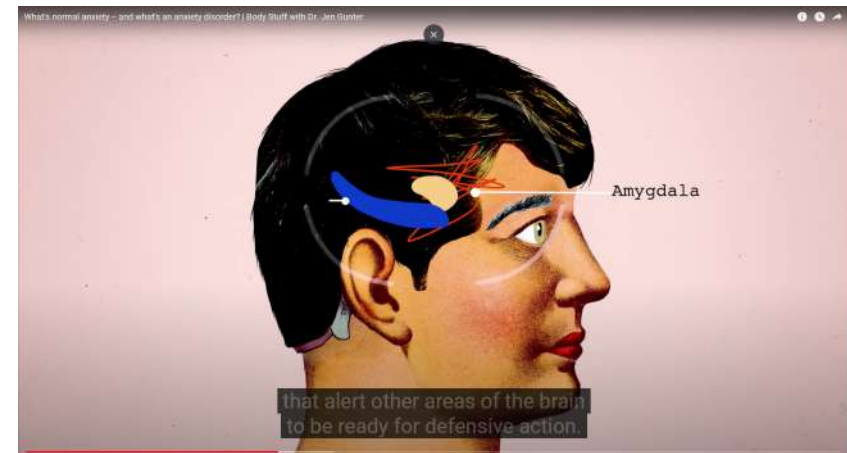 What's normal anxiety – and what's an anxiety disorder? | Body Stuff with Dr. Jen Gunter
Amygdala
that alert other areas of the brain
to be ready for defensive action.